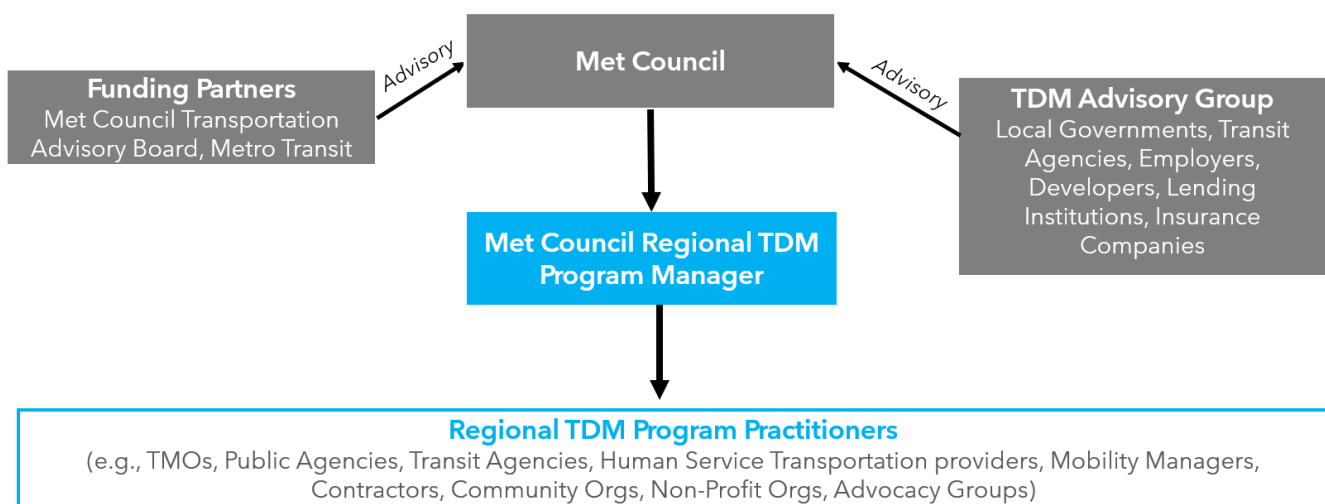 Met Council
Advisory
Advisory
Funding Partners
Met Council Transportation
Advisory Board, Metro Transit
TDM Advisory Group
Local Governments, Transit
Agencies, Employers,
Developers, Lending
Institutions, Insurance
Companies
Met Council Regional TDM
Program Manager
Regional TDM Program Practitioners
(e.g., TMOs, Public Agencies, Transit Agencies, Human Service Transportation providers, Mobility Managers,
Contractors, Community Orgs, Non-Profit Orgs, Advocacy Groups)